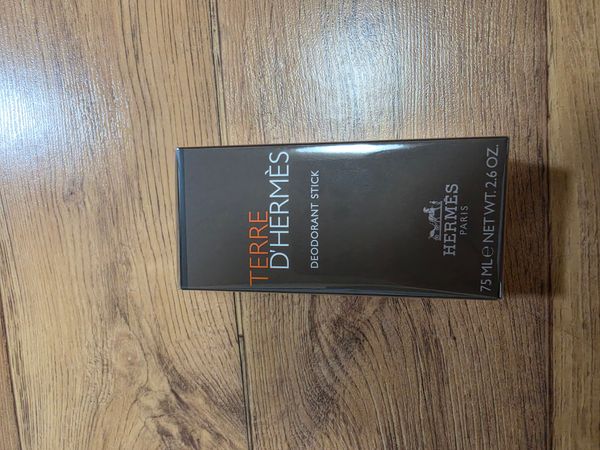 TERRE
D'HERMÈS
DEODORANT STICK
HERMÈS
PARIS
75 ML ℮ NET WT. 2.6 OZ.